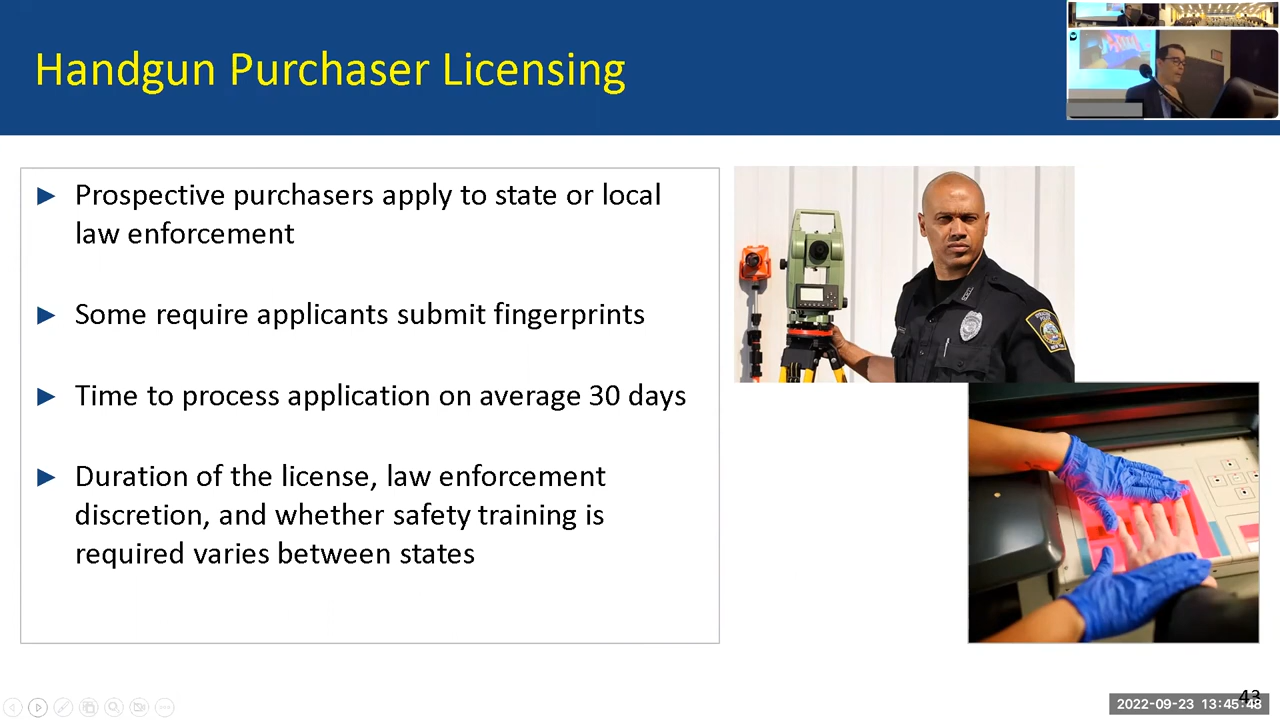 Handgun Purchaser Licensing
► Prospective purchasers apply to state or local
law enforcement
► Some require applicants submit fingerprints
► Time to process application on average 30 days
► Duration of the license, law enforcement
discretion, and whether safety training is
required varies between states
43
2022-09-23 13:45:48